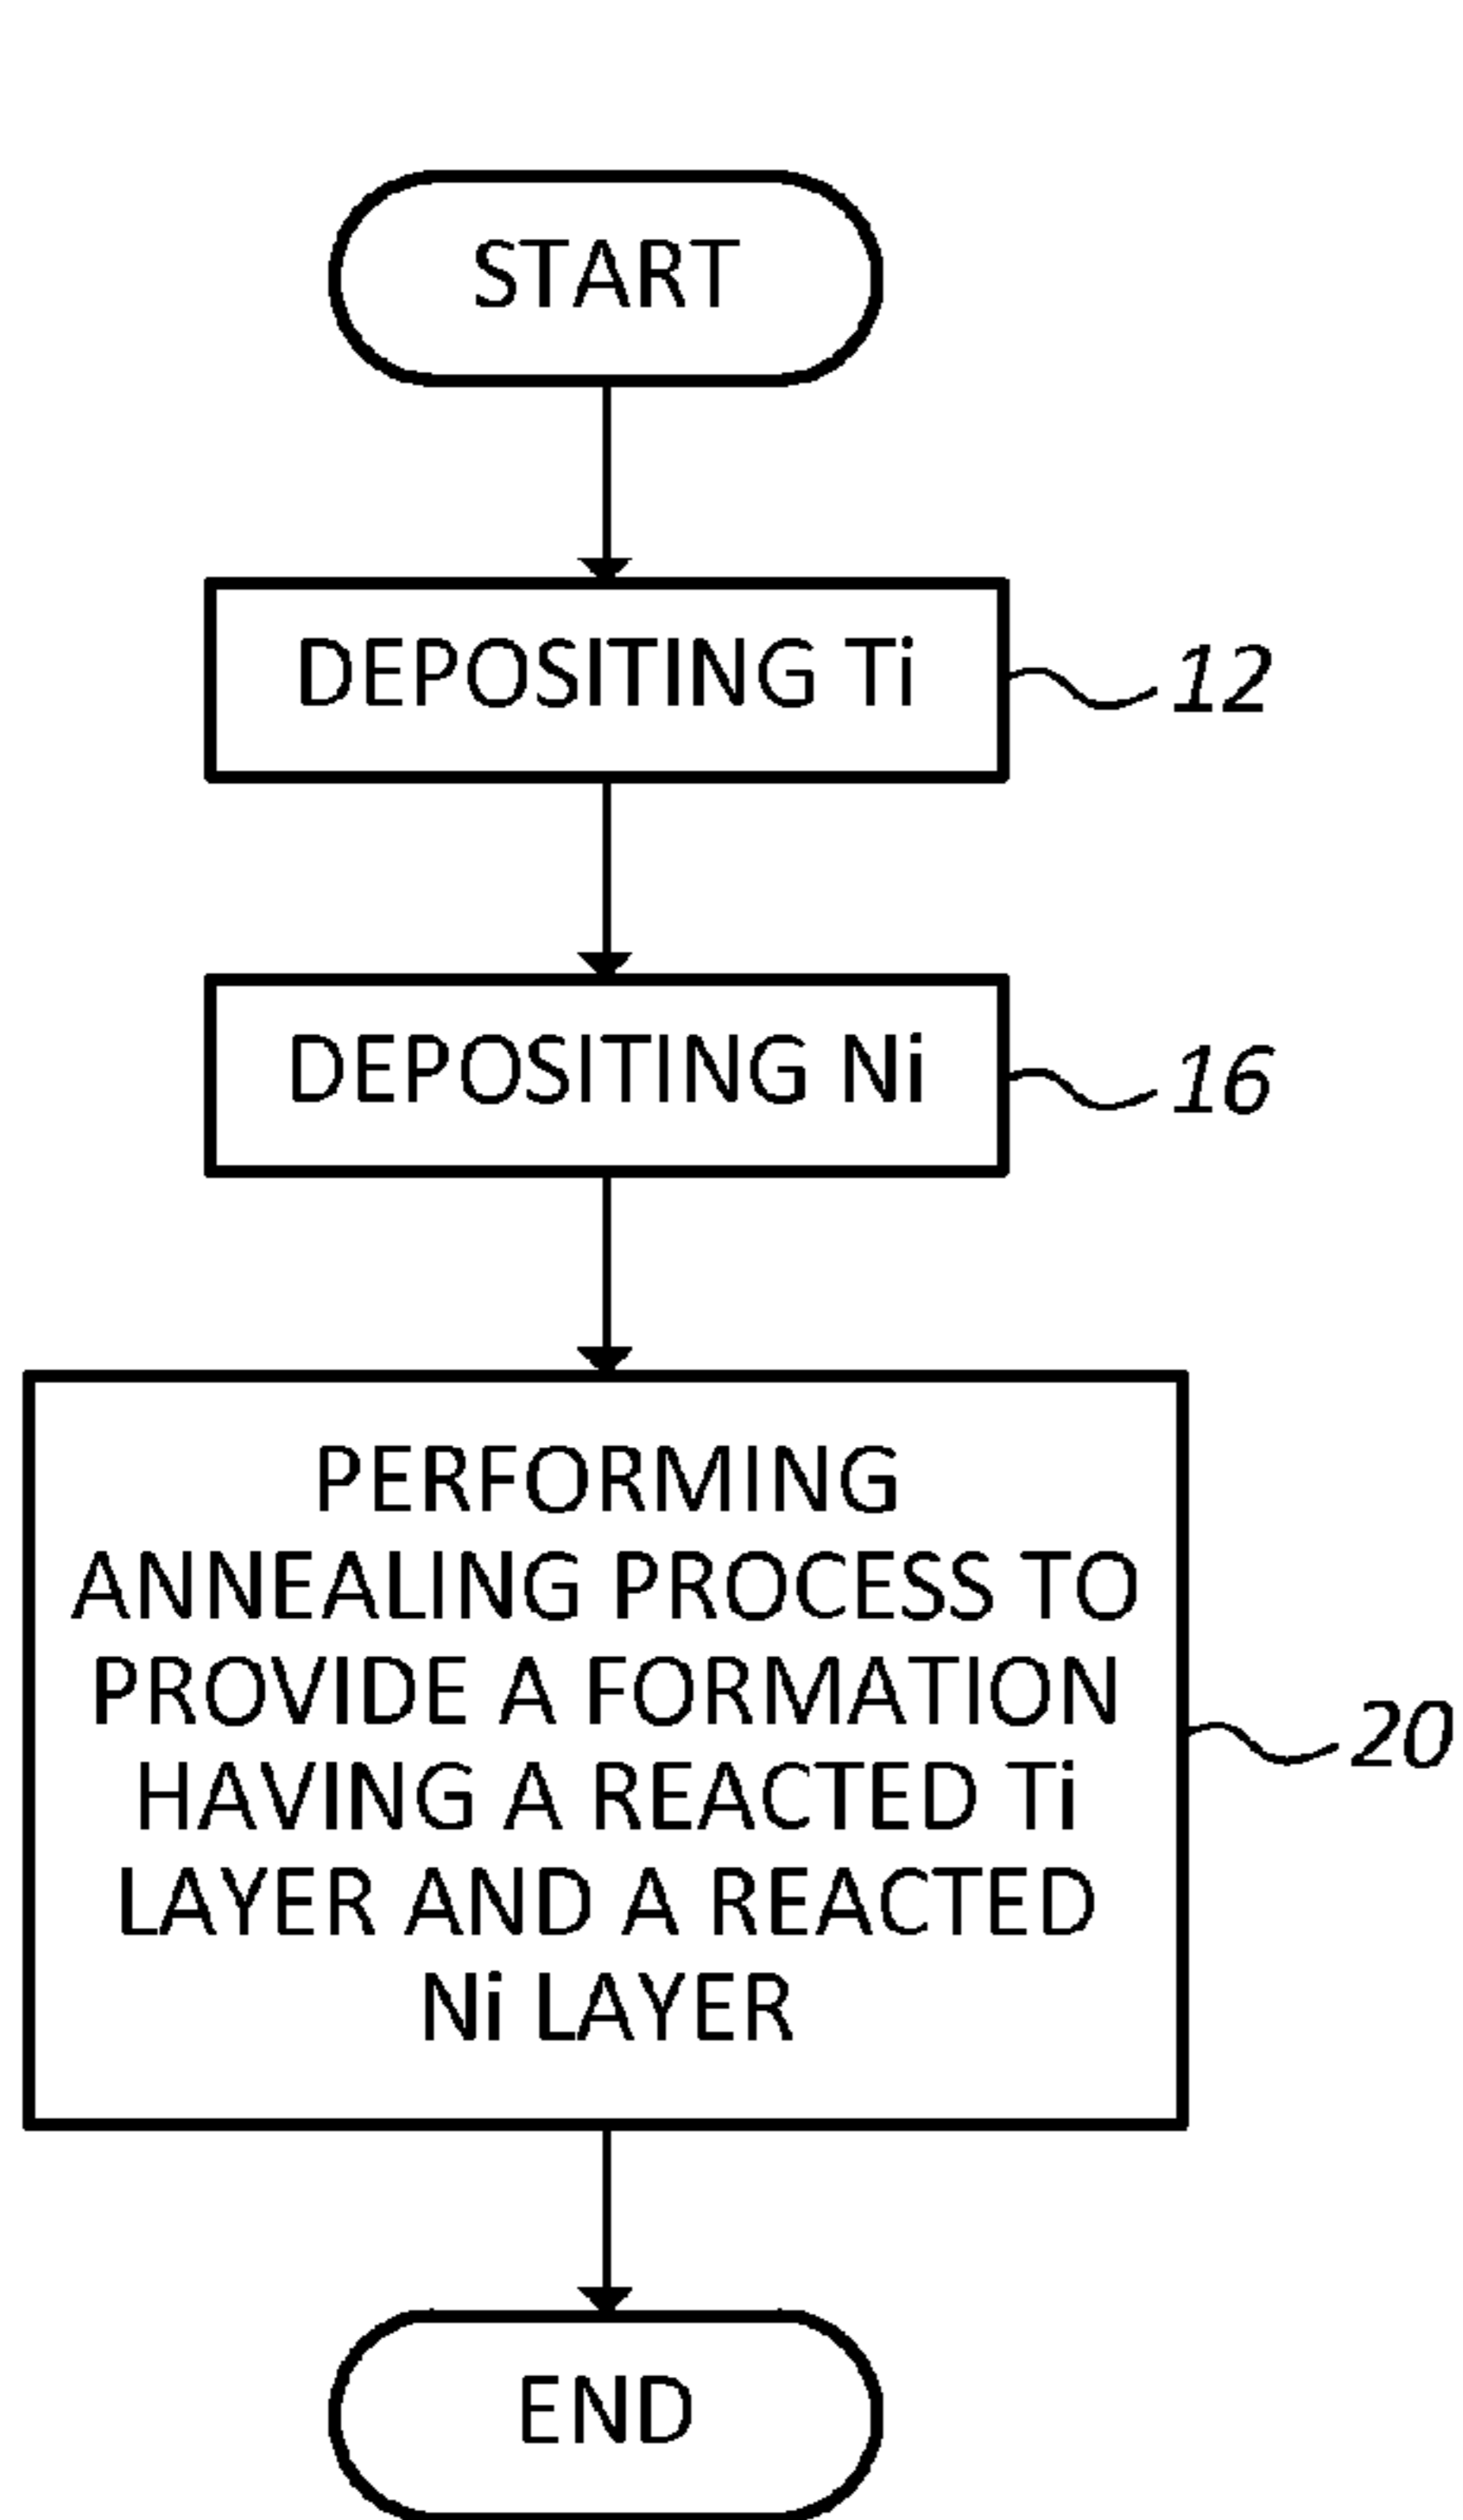 START
DEPOSITING Ti
12
DEPOSITING Ni
16
PERFORMING
ANNEALING PROCESS TO
PROVIDE A FORMATION
HAVING A REACTED Ti
LAYER AND A REACTED
Ni LAYER
20
END